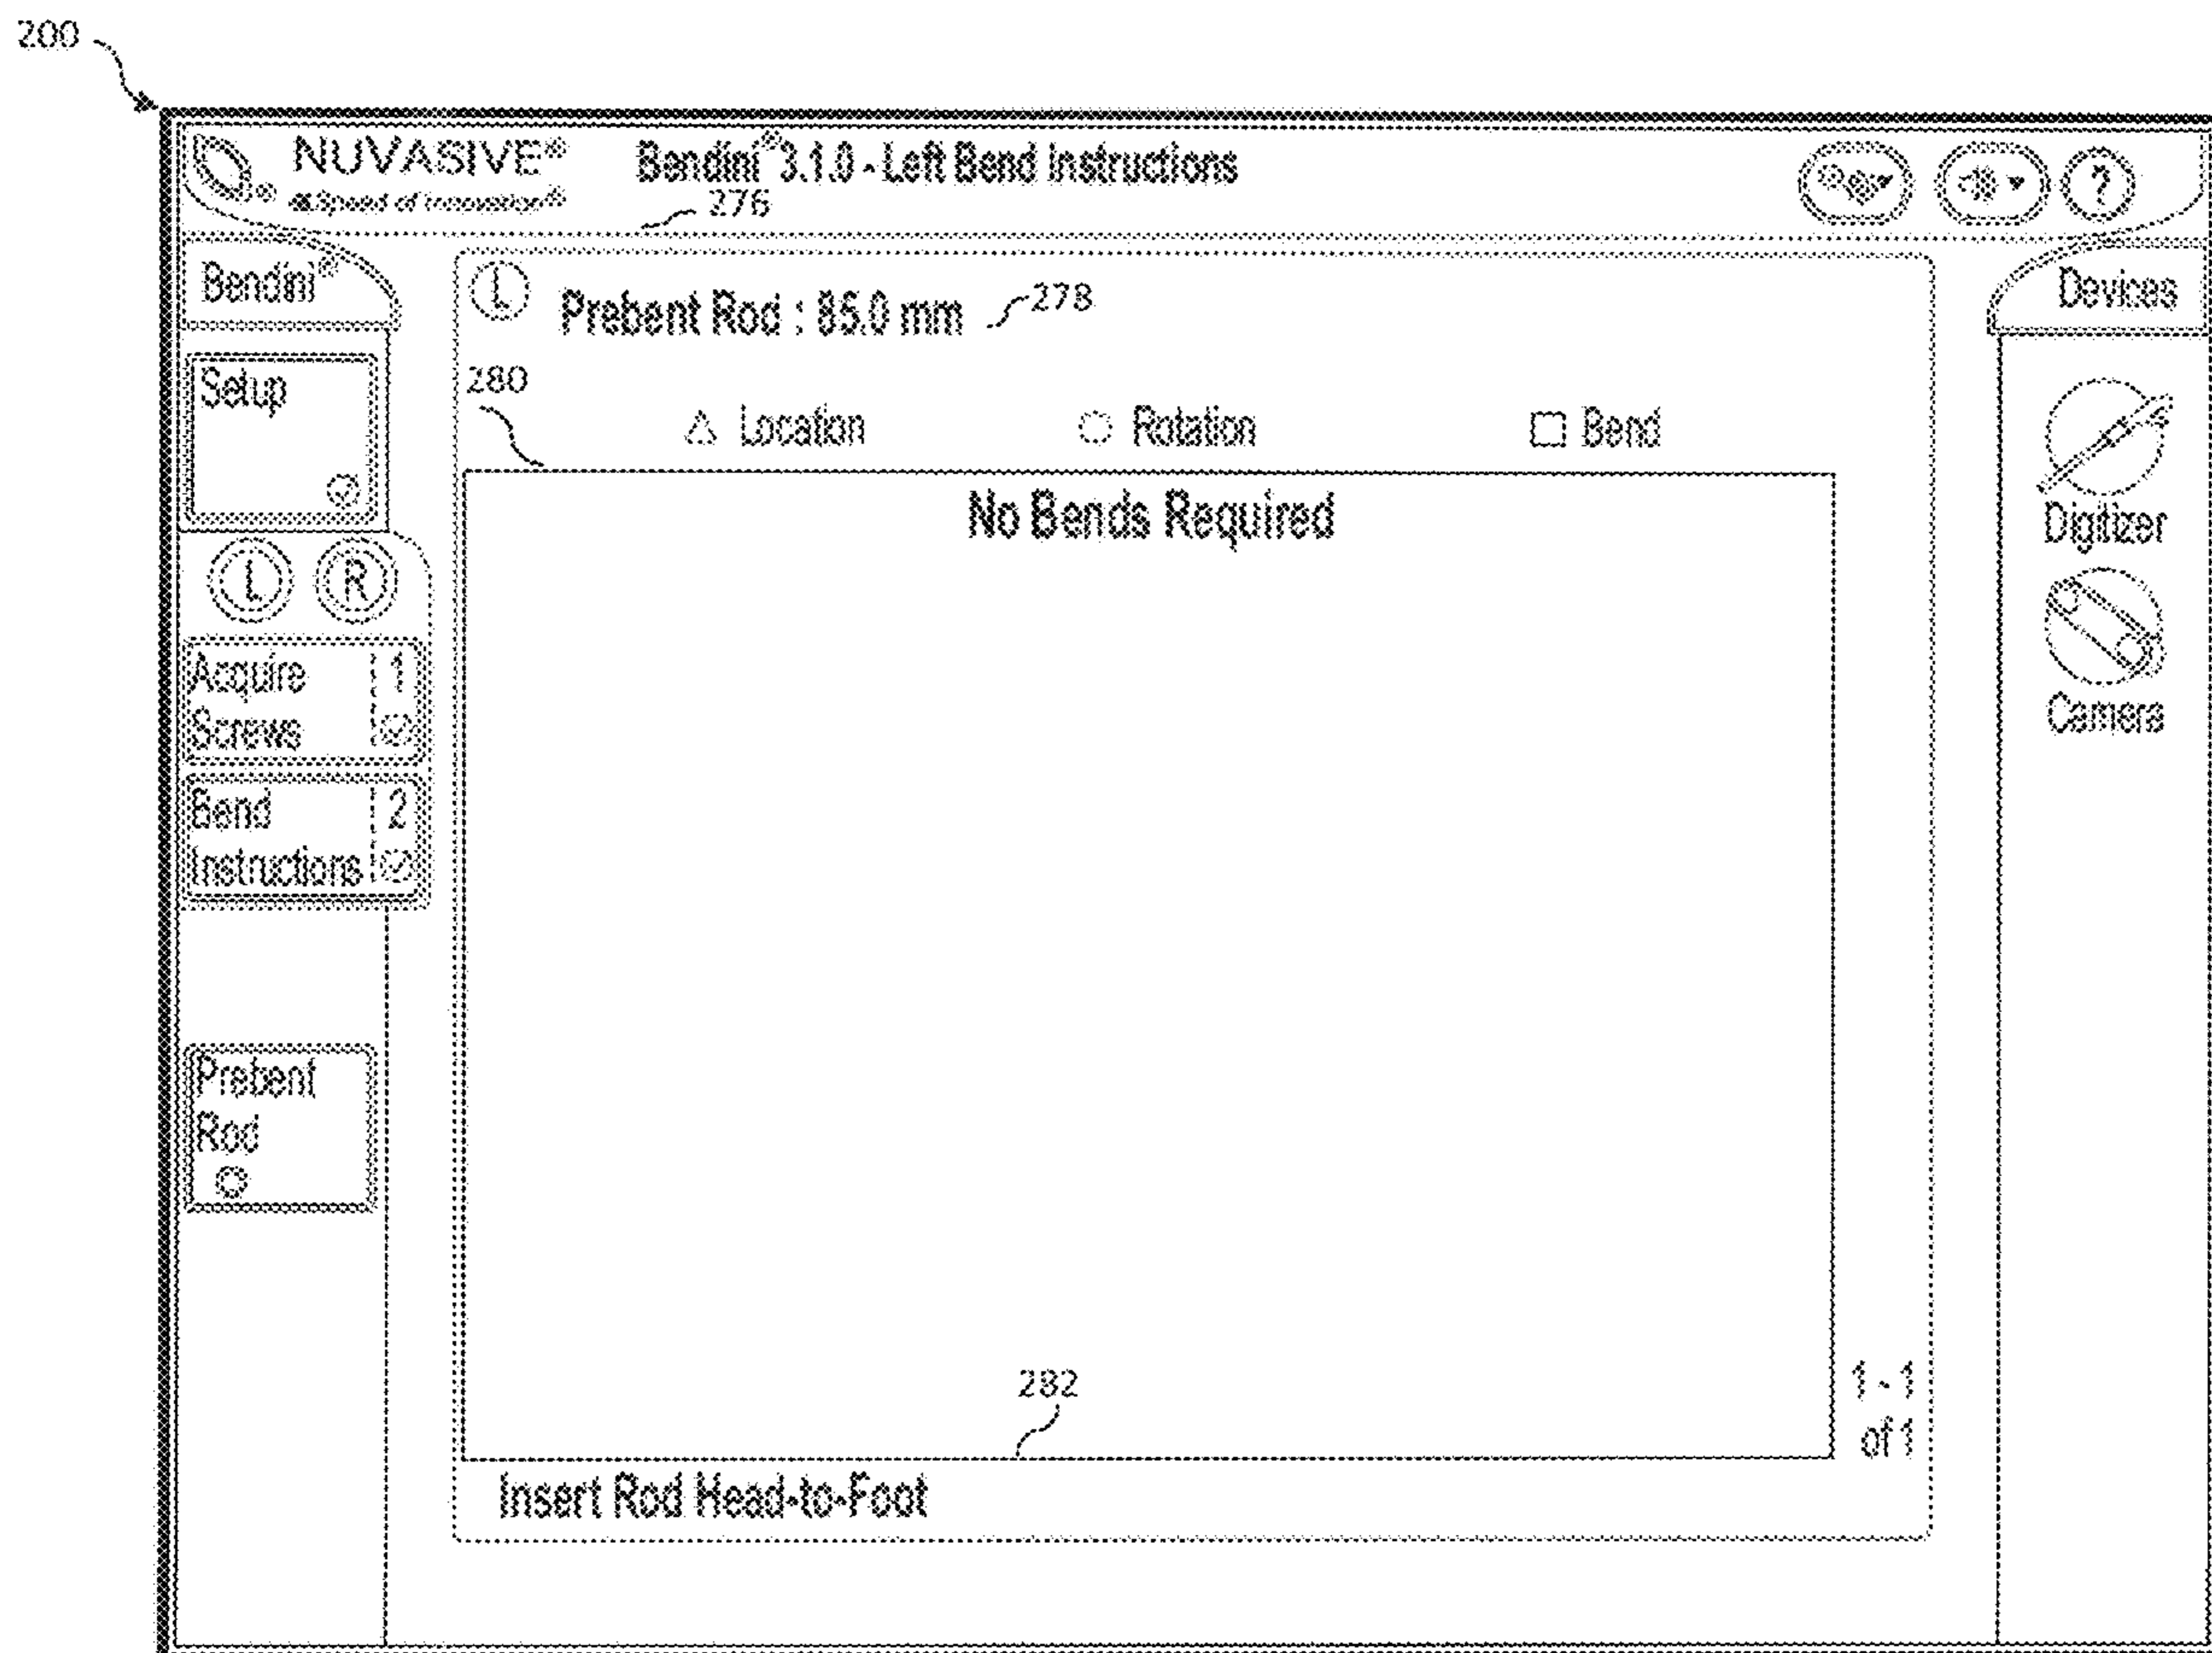 200
NUVASIVE®
Speed of Innovation®
Bendini® 3.1.0 - Left Bend Instructions
?
276
Bendini®
Devices
L
Prebent Rod : 85.0 mm
278
280
Setup
Location
Rotation
Bend
No Bends Required
Digitizer
L R
Acquire 1
Screws
Camera
Bend 2
Instructions
Prebent
Rod
282
1 - 1
of 1
Insert Rod Head-to-Foot